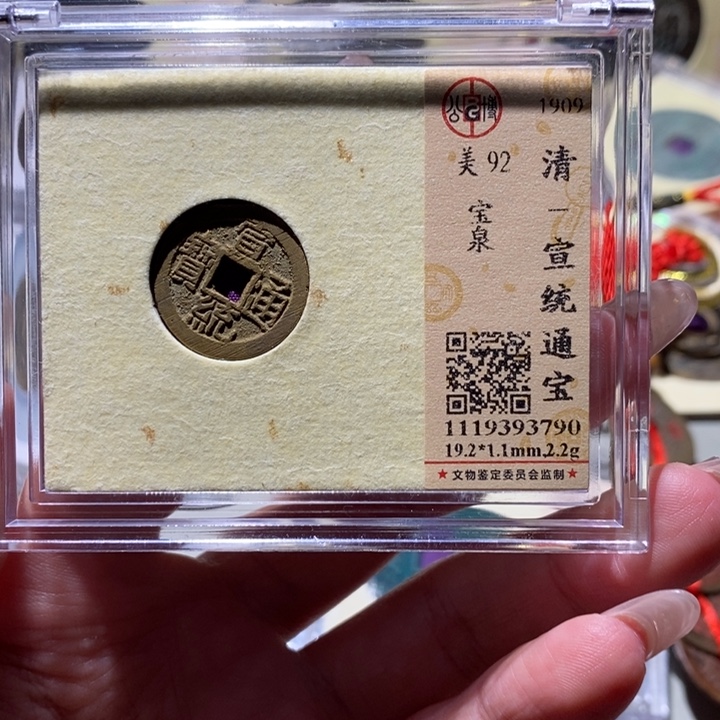 宣統通寶
公
1909
清—宣统通宝
美 92
宝泉
1119393790
19.2*1.1mm,2.2g
★文物鉴定委员会监制★